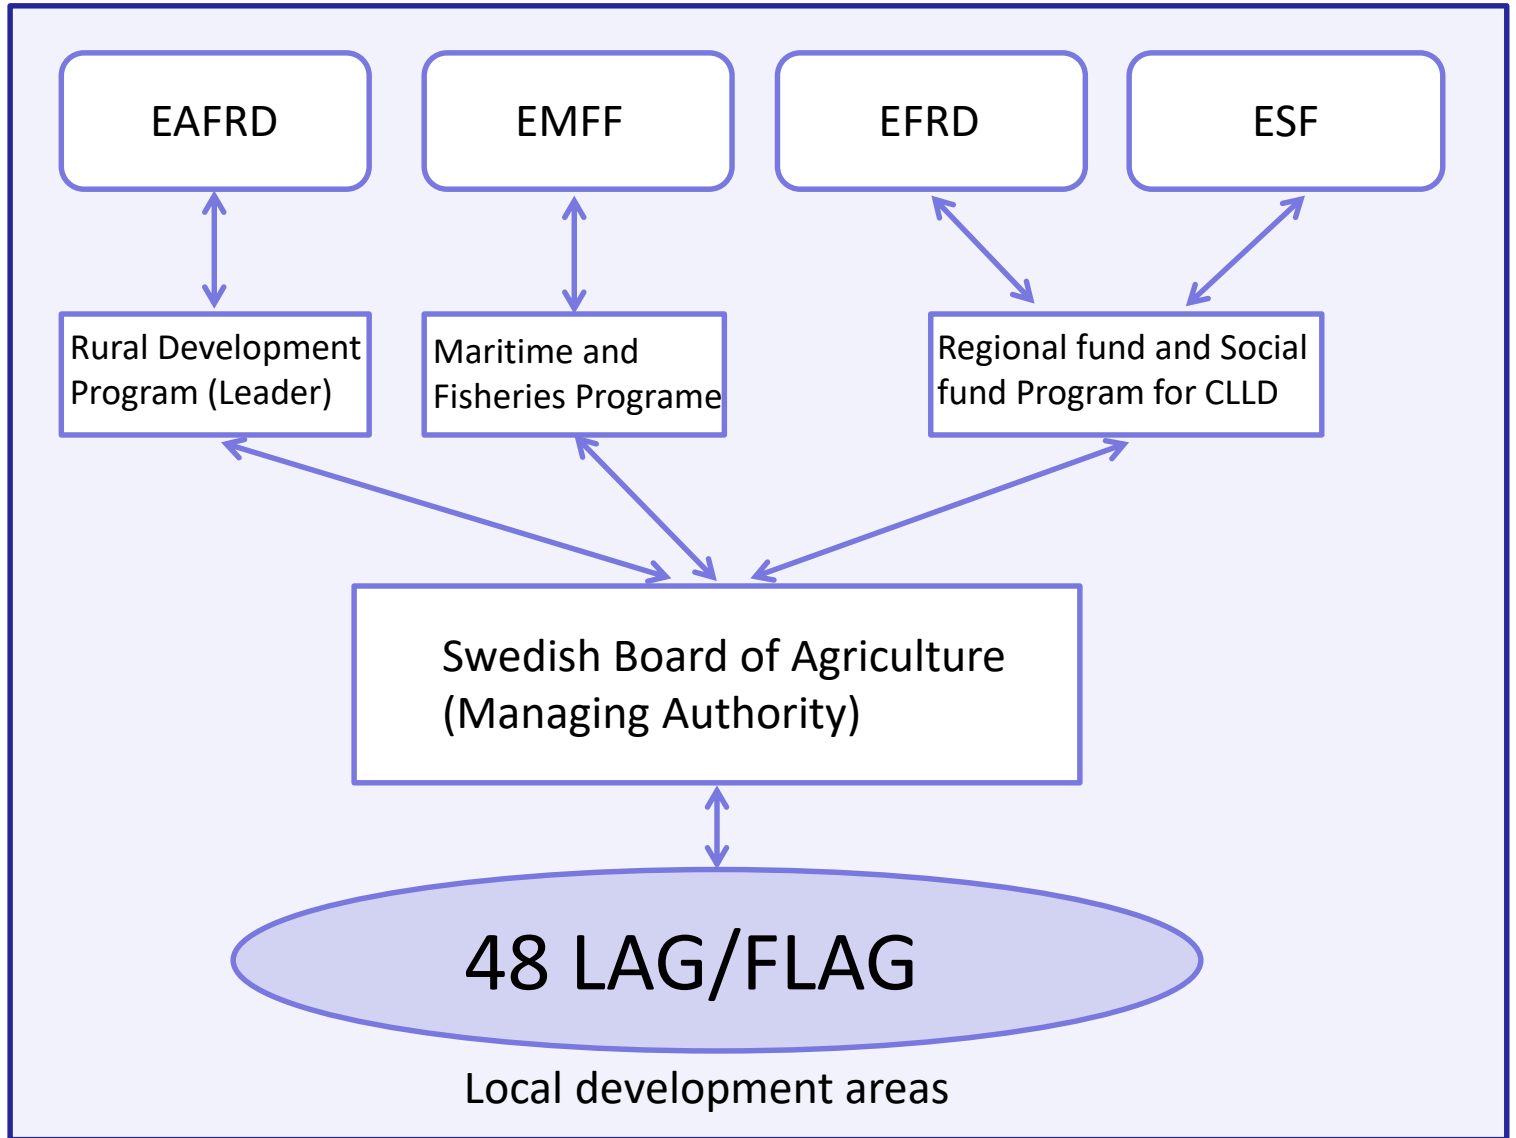 EAFRD
EMFF
EFRD
ESF
Rural Development
Program (Leader)
Maritime and
Fisheries Programe
Regional fund and Social
fund Program for CLLD
Swedish Board of Agriculture
(Managing Authority)
48 LAG/FLAG
Local development areas